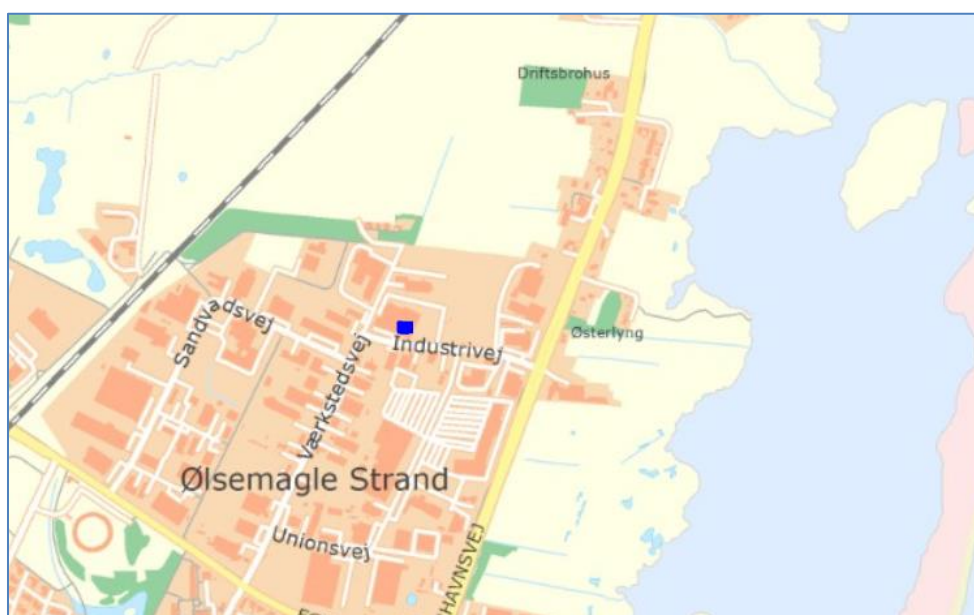 Driftsbrohus
Sandvadsvej
Østerlyng
Industrivej
Værkstedsvej
Ølsemagle Strand
Unionsvej
HAVNSVEJ